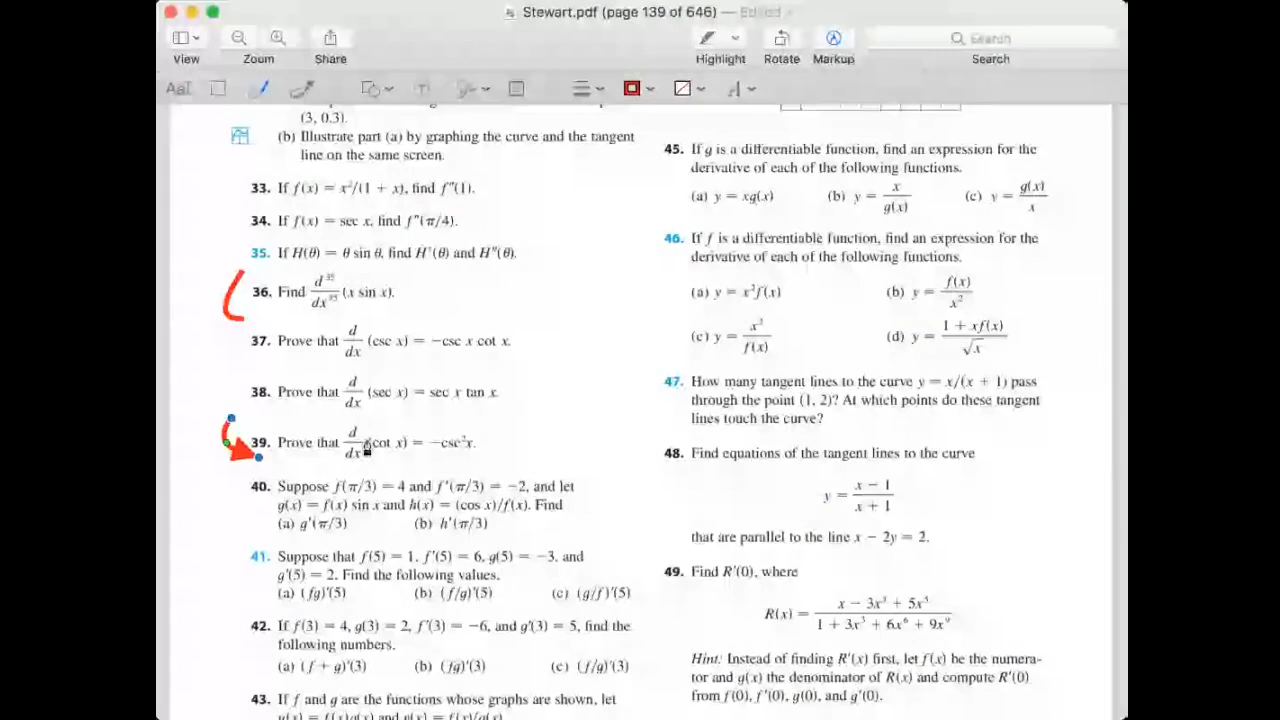 Stewart.pdf (page 139 of 646) — Edited
View
Zoom
Share
Highlight
Rotate
Markup
Search
Search
(3, 0.3).
(b) Illustrate part (a) by graphing the curve and the tangent
line on the same screen.
33. If f(x) = x²/(1 + x), find f″(1).
34. If f(x) = sec x, find f″(π/4).
35. If H(θ) = θ sin θ, find H′(θ) and H″(θ).
36. Find d³⁵/dx³⁵ (x sin x).
37. Prove that d/dx (csc x) = −csc x cot x.
38. Prove that d/dx (sec x) = sec x tan x.
39. Prove that d/dx (cot x) = −csc²x.
40. Suppose f(π/3) = 4 and f′(π/3) = −2, and let
g(x) = f(x) sin x and h(x) = (cos x)/f(x). Find
(a) g′(π/3) (b) h′(π/3)
41. Suppose that f(5) = 1, f′(5) = 6, g(5) = −3, and
g′(5) = 2. Find the following values.
(a) (fg)′(5) (b) (f/g)′(5) (c) (g/f)′(5)
42. If f(3) = 4, g(3) = 2, f′(3) = −6, and g′(3) = 5, find the
following numbers.
(a) (f + g)′(3) (b) (fg)′(3) (c) (f/g)′(3)
43. If f and g are the functions whose graphs are shown, let
45. If g is a differentiable function, find an expression for the
derivative of each of the following functions.
(a) y = xg(x) (b) y = x/g(x) (c) y = g(x)/x
46. If f is a differentiable function, find an expression for the
derivative of each of the following functions.
(a) y = x²f(x) (b) y = f(x)/x²
(c) y = x²/f(x) (d) y = (1 + xf(x))/√x
47. How many tangent lines to the curve y = x/(x + 1) pass
through the point (1, 2)? At which points do these tangent
lines touch the curve?
48. Find equations of the tangent lines to the curve
y = (x − 1)/(x + 1)
that are parallel to the line x − 2y = 2.
49. Find R′(0), where
R(x) = (x − 3x³ + 5x⁵)/(1 + 3x³ + 6x⁶ + 9x⁹)
Hint: Instead of finding R′(x) first, let f(x) be the numera-
tor and g(x) the denominator of R(x) and compute R′(0)
from f(0), f′(0), g(0), and g′(0).